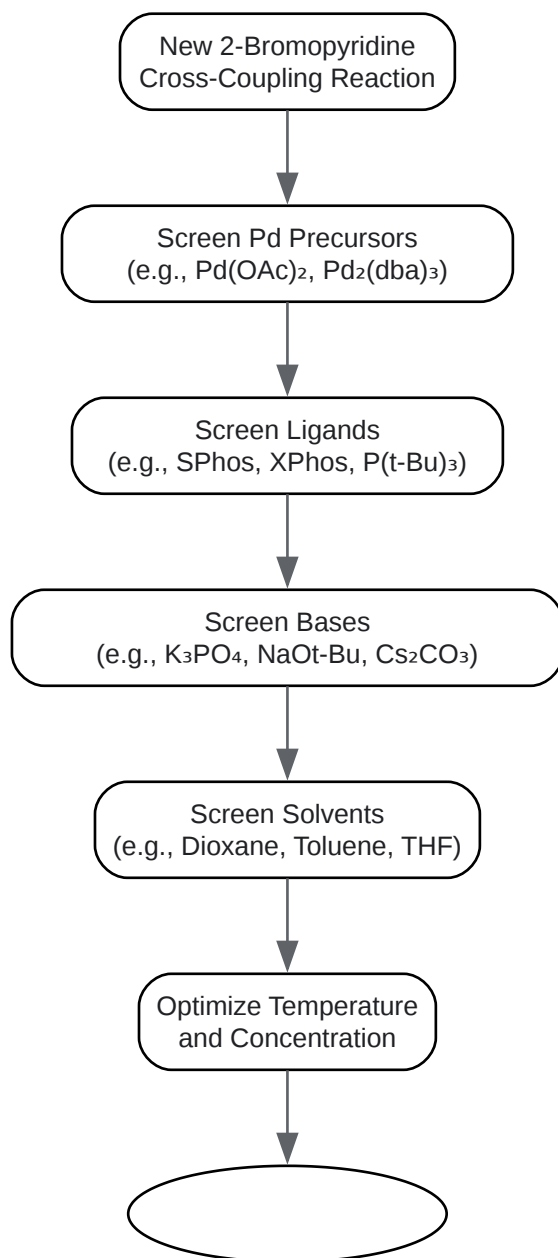 New 2-Bromopyridine
Cross-Coupling Reaction
Screen Pd Precursors
(e.g., Pd(OAc)₂, Pd₂(dba)₃)
Screen Ligands
(e.g., SPhos, XPhos, P(t-Bu)₃)
Screen Bases
(e.g., K₃PO₄, NaOt-Bu, Cs₂CO₃)
Screen Solvents
(e.g., Dioxane, Toluene, THF)
Optimize Temperature
and Concentration